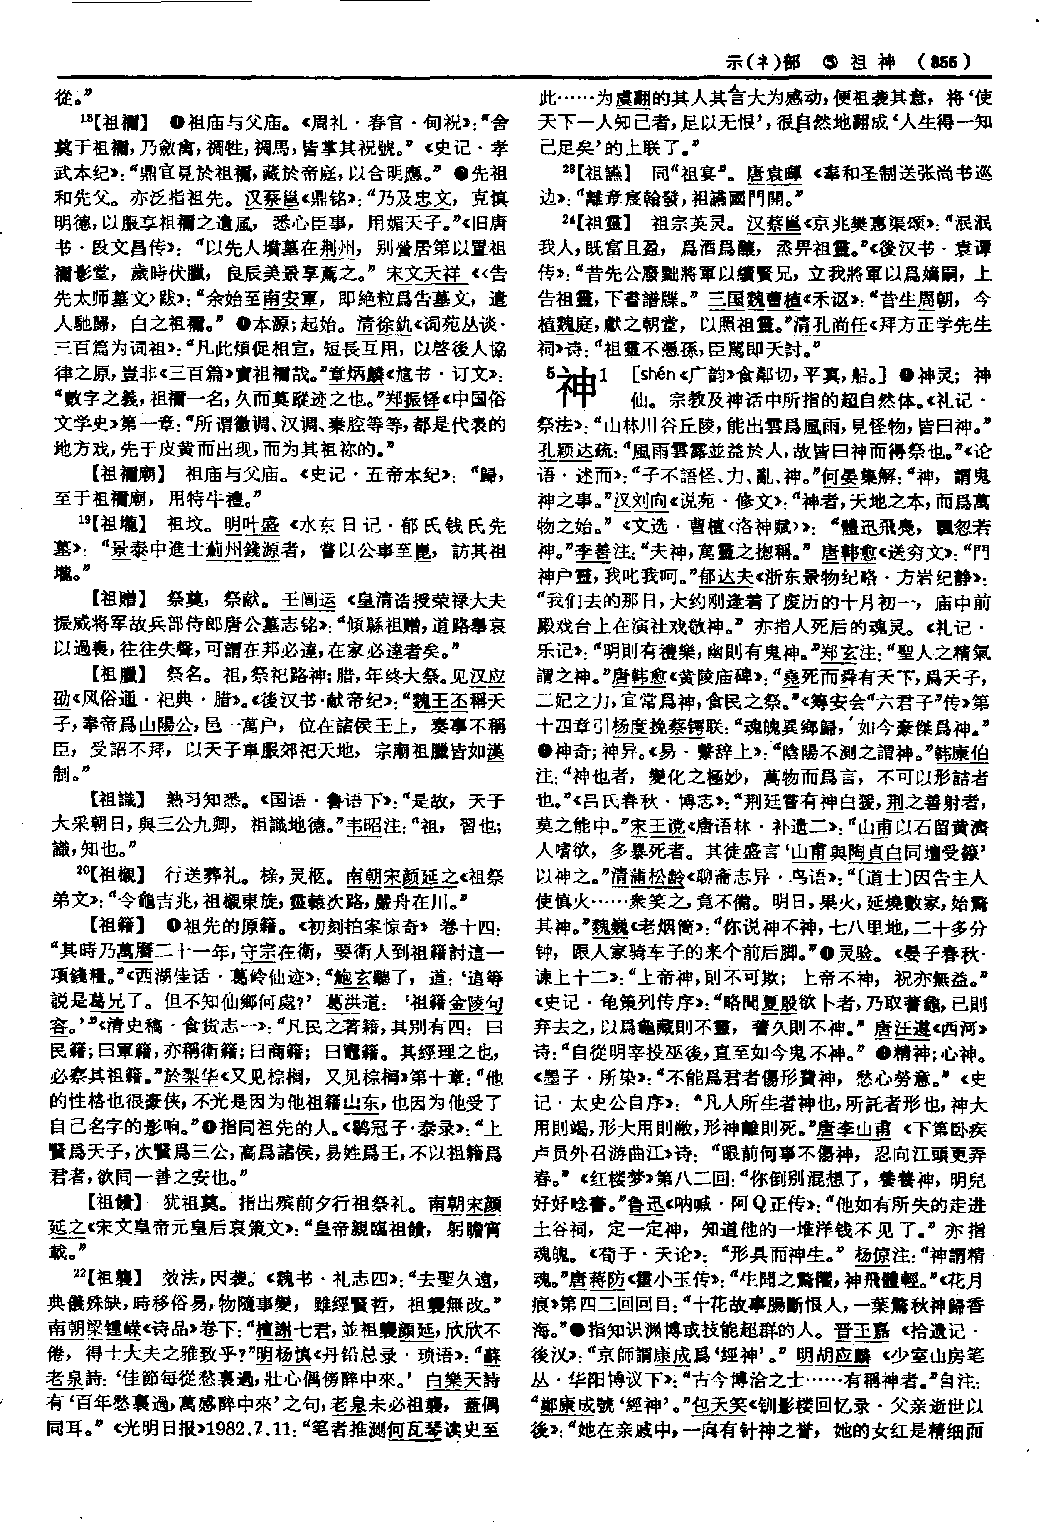 示(礻)部 ⑤ 祖 神 (855)
從。”
¹⁸【祖禰】 ❶祖庙与父庙。《周礼·春官·甸祝》：“舍
奠于祖禰，乃斂禽，禂牲，禂馬，皆掌其祝號。”《史记·孝
武本纪》：“鼎宜見於祖禰，藏於帝庭，以合明應。” ❷先祖
和先父。亦泛指祖先。汉蔡邕《鼎铭》：“乃及忠文，克慎
明德，以服享祖禰之遺風，悉心臣事，用媚天子。”《旧唐
书·段文昌传》：“以先人墳墓在荆州，别營居第以置祖
禰影堂，歲時伏臘，良辰美景享薦之。”宋文天祥《〈告
先太师墓文〉跋》：“余始至南安軍，即絶粒爲告墓文，遣
人馳歸，白之祖禰。” ❸本源；起始。清徐釚《词苑丛谈·
三百篇为词祖》：“凡此煩促相宣，短長互用，以啓後人協
律之原，豈非《三百篇》實祖禰哉。”章炳麟《訄书·订文》：
“數字之義，祖禰一名，久而莫蹤迹之也。”郑振铎《中国俗
文学史》第一章：“所谓徽调、汉调、秦腔等等，都是代表的
地方戏，先于皮黄而出现，而为其祖祢的。”
【祖禰廟】 祖庙与父庙。《史记·五帝本纪》：“歸，
至于祖禰廟，用特牛禮。”
¹⁹【祖壠】 祖坟。明叶盛《水东日记·郁氏钱氏先
墓》：“景泰中進士薊州錢源者，嘗以公事至崑，訪其祖
壠。”
【祖赠】 祭奠，祭献。王闿运《皇清诰授荣禄大夫
振威将军故兵部侍郎唐公墓志铭》：“傾縣祖贈，道路舉哀
以過喪，往往失聲，可謂在邦必達，在家必達者矣。”
【祖臘】 祭名。祖，祭祀路神；腊，年终大祭。见汉应
劭《风俗通·祀典·腊》。《後汉书·献帝纪》：“魏王丕稱天
子，奉帝爲山陽公，邑一萬户，位在諸侯王上，奏事不稱
臣，受詔不拜，以天子車服郊祀天地，宗廟祖臘皆如漢
制。”
【祖識】 熟习知悉。《国语·鲁语下》：“是故，天子
大采朝日，與三公九卿，祖識地德。”韦昭注：“祖，習也；
識，知也。”
²⁰【祖櫬】 行送葬礼。榇，灵柩。南朝宋颜延之《祖祭
弟文》：“令龜吉兆，祖櫬東旋，靈轅次路，嚴舟在川。”
【祖籍】 ❶祖先的原籍。《初刻拍案惊奇》卷十四：
“其時乃萬曆二十一年，守宗在衛，要衛人到祖籍討這一
項錢糧。”《西湖佳话·葛岭仙迹》：“鮑玄聽了，道：‘這等
説是葛兄了。但不知仙鄉何處？’葛洪道：‘祖籍金陵句
容。’”《清史稿·食货志一》：“凡民之著籍，其别有四：曰
民籍；曰軍籍，亦稱衛籍；曰商籍；曰竈籍。其經理之也，
必察其祖籍。”於梨华《又见棕榈，又见棕榈》第十章：“他
的性格也很豪侠，不光是因为他祖籍山东，也因为他受了
自己名字的影响。” ❷指同祖先的人。《鹖冠子·泰录》：“上
賢爲天子，次賢爲三公，高爲諸侯，易姓爲王，不以祖籍爲
君者，欲同一善之安也。”
【祖饋】 犹祖奠。指出殡前夕行祖祭礼。南朝宋颜
延之《宋文皇帝元皇后哀策文》：“皇帝親臨祖饋，躬瞻宵
載。”
²²【祖襲】 效法，因袭。《魏书·礼志四》：“去聖久遠，
典儀殊缺，時移俗易，物隨事變，雖經賢哲，祖襲無改。”
南朝梁锺嵘《诗品》卷下：“檀謝七君，並祖襲顔延，欣欣不
倦，得士大夫之雅致乎？”明杨慎《丹铅总录·琐语》：“蘇
老泉詩：‘佳節每從愁裏過，壯心偶傍醉中來。’白樂天詩
有‘百年愁裏過，萬感醉中來’之句，老泉未必祖襲，蓋偶
同耳。”《光明日报》1982.7.11：“笔者推测何瓦琴读史至
此……为虞翻的其人其言大为感动，便祖袭其意，将‘使
天下一人知己者，足以无恨’，很自然地翻成‘人生得一知
己足矣’的上联了。”
²³【祖讌】 同“祖宴”。唐袁暉《奉和圣制送张尚书巡
边》：“離章宸翰發，祖讌國門開。”
²⁴【祖靈】 祖宗英灵。汉蔡邕《京兆樊惠渠颂》：“泯泯
我人，既富且盈，爲酒爲釀，烝畀祖靈。”《後汉书·袁谭
传》：“昔先公廢黜將軍以續賢兄，立我將軍以爲嫡嗣，上
告祖靈，下書譜牒。”三国魏曹植《禾讴》：“昔生周朝，今
植魏庭，獻之朝堂，以照祖靈。”清孔尚任《拜方正学先生
祠》诗：“祖靈不憑孫，臣駡即天討。”
⁵神1 ［shén《广韵》食鄰切，平真，船。］ ❶神灵；神
仙。宗教及神话中所指的超自然体。《礼记·
祭法》：“山林川谷丘陵，能出雲爲風雨，見怪物，皆曰神。”
孔颖达疏：“風雨雲露並益於人，故皆曰神而得祭也。”《论
语·述而》：“子不語怪、力、亂、神。”何晏集解：“神，謂鬼
神之事。”汉刘向《说苑·修文》：“神者，天地之本，而爲萬
物之始。”《文选·曹植〈洛神赋〉》：“體迅飛鳧，飄忽若
神。”李善注：“夫神，萬靈之揔稱。”唐韩愈《送穷文》：“門
神户靈，我叱我呵。”郁达夫《浙东景物纪略·方岩纪静》：
“我们去的那日，大约刚逢着了废历的十月初一，庙中前
殿戏台上在演社戏敬神。” 亦指人死后的魂灵。《礼记·
乐记》：“明則有禮樂，幽則有鬼神。”郑玄注：“聖人之精氣
謂之神。”唐韩愈《黄陵庙碑》：“堯死而舜有天下，爲天子，
二妃之力，宜常爲神，食民之祭。”《筹安会“六君子”传》第
十四章引杨度挽蔡锷联：“魂魄異鄉歸，如今豪傑爲神。”
❷神奇；神异。《易·繫辞上》：“陰陽不測之謂神。”韩康伯
注：“神也者，變化之極妙，萬物而爲言，不可以形詰者
也。”《吕氏春秋·博志》：“荆廷嘗有神白猨，荆之善射者，
莫之能中。”宋王谠《唐语林·补遗二》：“山甫以石留黄濟
人嗜欲，多暴死者。其徒盛言‘山甫與陶貞白同壇受籙’
以神之。”清蒲松龄《聊斋志异·鸟语》：“〔道士〕因告主人
使慎火……衆笑之，竟不備。明日，果火，延燒數家，始驚
其神。”魏巍《老烟筒》：“你说神不神，七八里地，二十多分
钟，跟人家骑车子的来个前后脚。” ❸灵验。《晏子春秋·
谏上十二》：“上帝神，則不可欺；上帝不神，祝亦無益。”
《史记·龟策列传序》：“略聞夏殷欲卜者，乃取蓍龜，已則
弃去之，以爲龜藏則不靈，蓍久則不神。”唐汪遵《西河》
诗：“自從明宰投巫後，直至如今鬼不神。” ❹精神；心神。
《墨子·所染》：“不能爲君者傷形費神，愁心勞意。”《史
记·太史公自序》：“凡人所生者神也，所託者形也，神大
用則竭，形大用則敝，形神離則死。”唐李山甫《下第卧疾
卢员外召游曲江》诗：“眼前何事不傷神，忍向江頭更弄
春。”《红楼梦》第八二回：“你倒别混想了，養養神，明兒
好好唸書。”鲁迅《呐喊·阿Q正传》：“他如有所失的走进
土谷祠，定一定神，知道他的一堆洋钱不见了。” 亦指
魂魄。《荀子·天论》：“形具而神生。”杨倞注：“神謂精
魂。”唐蒋防《霍小玉传》：“生聞之驚懼，神飛體輕。”《花月
痕》第四二回回目：“十花故事腸斷恨人，一葉驚秋神歸香
海。” ❺指知识渊博或技能超群的人。晋王嘉《拾遗记·
後汉》：“京師謂康成爲‘經神’。”明胡应麟《少室山房笔
丛·华阳博议下》：“古今博洽之士……有稱神者。”自注：
“鄭康成號‘經神’。”包天笑《钏影楼回忆录·父亲逝世以
後》：“她在亲戚中，一向有针神之誉，她的女红是精细而